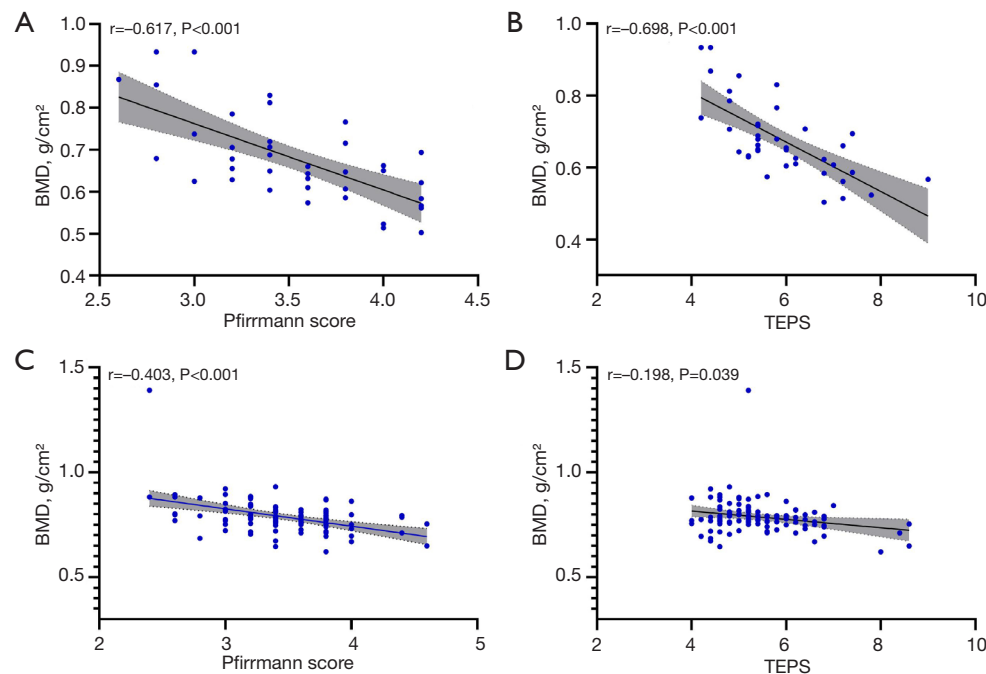 A
r=–0.617, P<0.001
1.0
0.9
0.8
0.7
0.6
0.5
0.4
BMD, g/cm²
2.5 3.0 3.5 4.0 4.5
Pfirrmann score
B
r=–0.698, P<0.001
1.0
0.8
0.6
0.4
BMD, g/cm²
2 4 6 8 10
TEPS
C
r=–0.403, P<0.001
1.5
1.0
0.5
BMD, g/cm²
2 3 4 5
Pfirrmann score
D
r=–0.198, P=0.039
1.5
1.0
0.5
BMD, g/cm²
2 4 6 8 10
TEPS